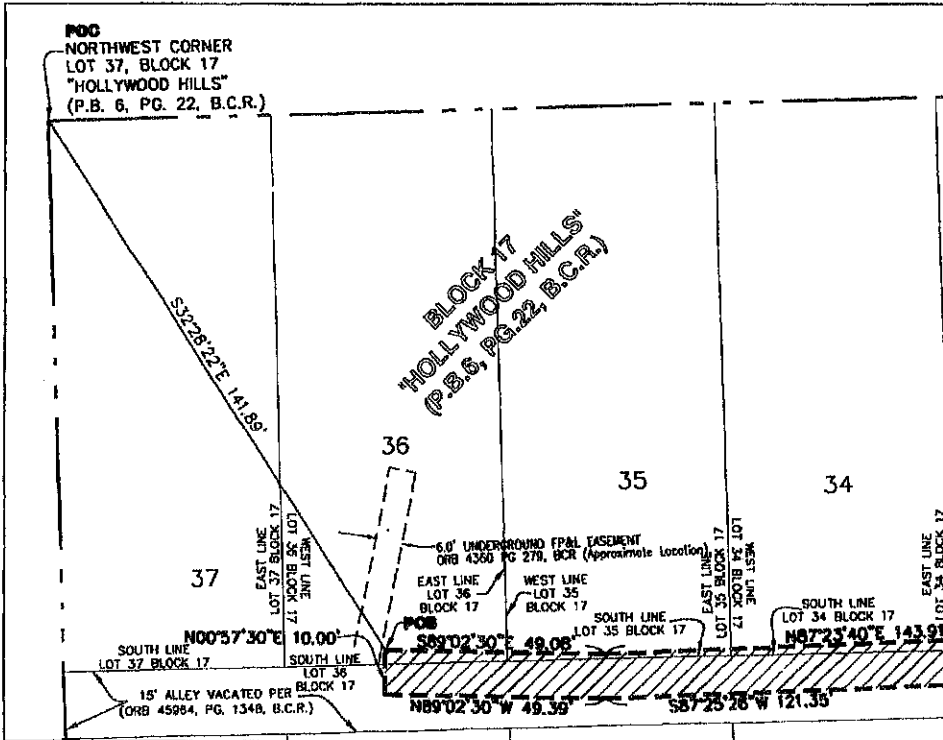 POC
NORTHWEST CORNER
LOT 37, BLOCK 17
"HOLLYWOOD HILLS"
(P.B. 6, PG. 22, B.C.R.)
BLOCK 17
"HOLLYWOOD HILLS"
(P.B.6, PG.22, B.C.R.)
S32°28'22"E 141.89'
36
35
34
37
EAST LINE
LOT 37 BLOCK 17
WEST LINE
LOT 36 BLOCK 17
6.0' UNDERGROUND FP&L EASEMENT
ORB 4360 PG 279, BCR (Approximate Location)
EAST LINE
LOT 36
BLOCK 17
WEST LINE
LOT 35
BLOCK 17
EAST LINE
LOT 35 BLOCK 17
WEST LINE
LOT 34 BLOCK
17
EAST LINE
LOT 34 BLOCK 17
SOUTH LINE
LOT 35 BLOCK 17
SOUTH LINE
LOT 34 BLOCK 17
N00°57'30"E 10.00'
POB
S89°02'30"E 49.08'
N87°23'40"E 143.91'
SOUTH LINE
LOT 37 BLOCK 17
SOUTH LINE
LOT 36
BLOCK 17
15' ALLEY VACATED PER
(ORB 45984, PG. 1348, B.C.R.)
N89°02'30"W 49.39'
S87°25'28"W 121.35'